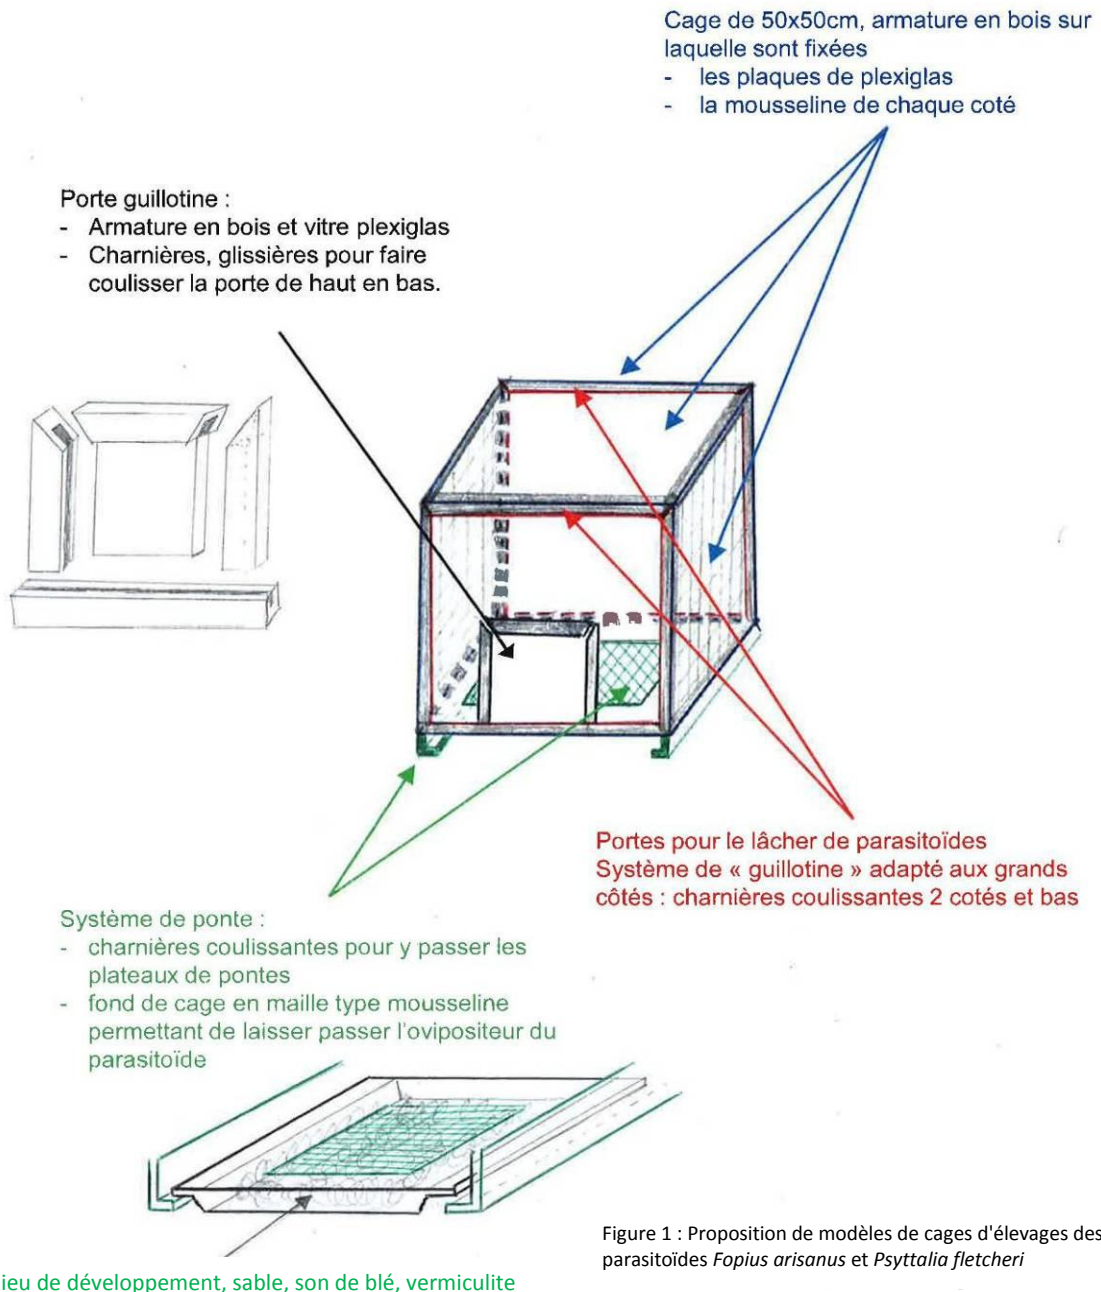 Cage de 50x50cm, armature en bois sur
laquelle sont fixées
- les plaques de plexiglas
- la mousseline de chaque coté
Porte guillotine :
- Armature en bois et vitre plexiglas
- Charnières, glissières pour faire
coulisser la porte de haut en bas.
Portes pour le lâcher de parasitoïdes
Système de « guillotine » adapté aux grands
côtés : charnières coulissantes 2 cotés et bas
Système de ponte :
- charnières coulissantes pour y passer les
plateaux de pontes
- fond de cage en maille type mousseline
permettant de laisser passer l'ovipositeur du
parasitoïde
Figure 1 : Proposition de modèles de cages d'élevages des
parasitoïdes Fopius arisanus et Psyttalia fletcheri
ieu de développement, sable, son de blé, vermiculite